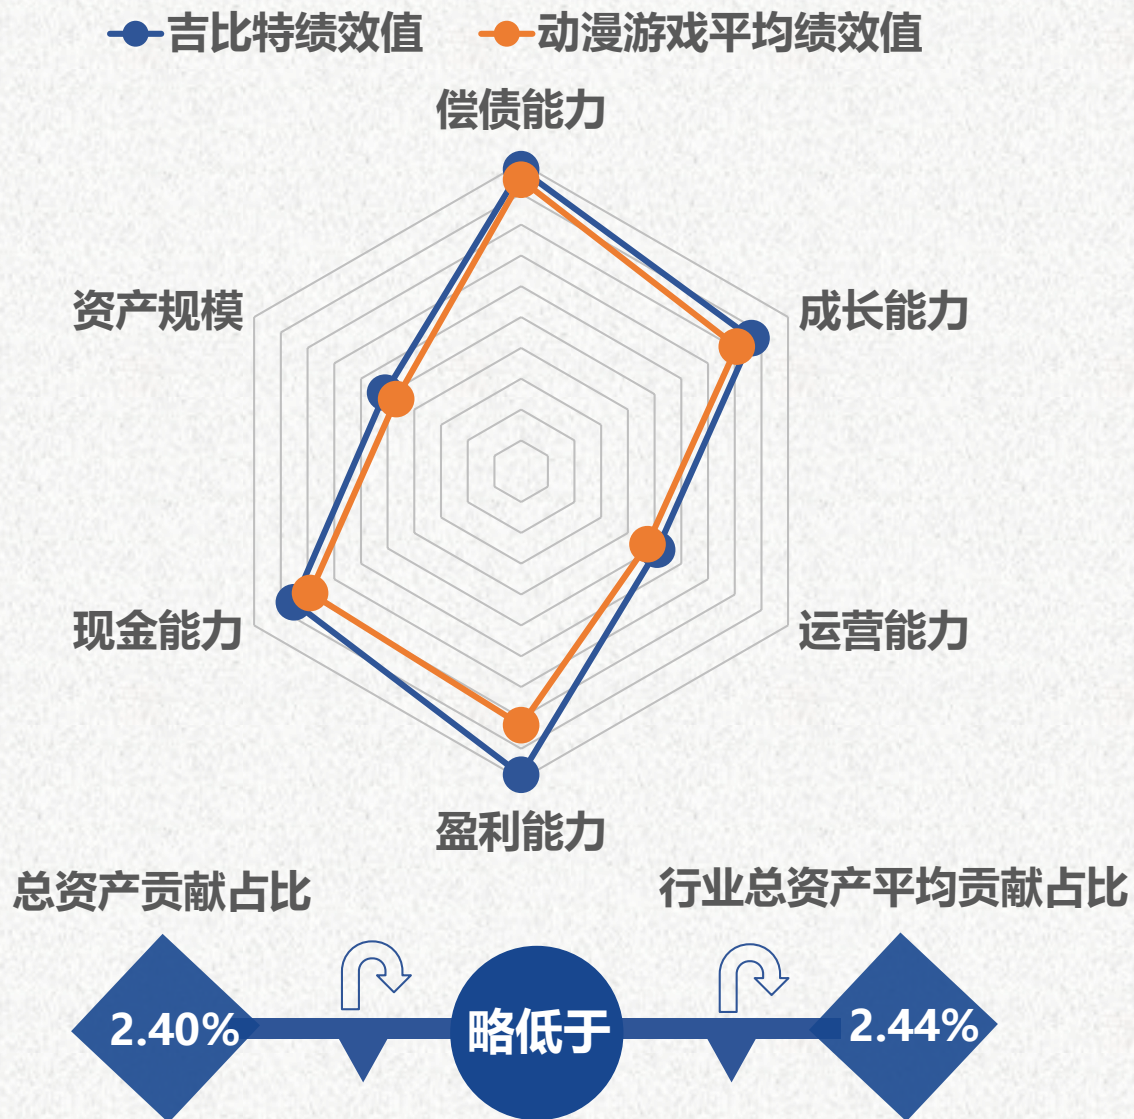 吉比特绩效值 动漫游戏平均绩效值
偿债能力
资产规模 成长能力
现金能力 运营能力
盈利能力
总资产贡献占比 行业总资产平均贡献占比
2.40% 略低于 2.44%